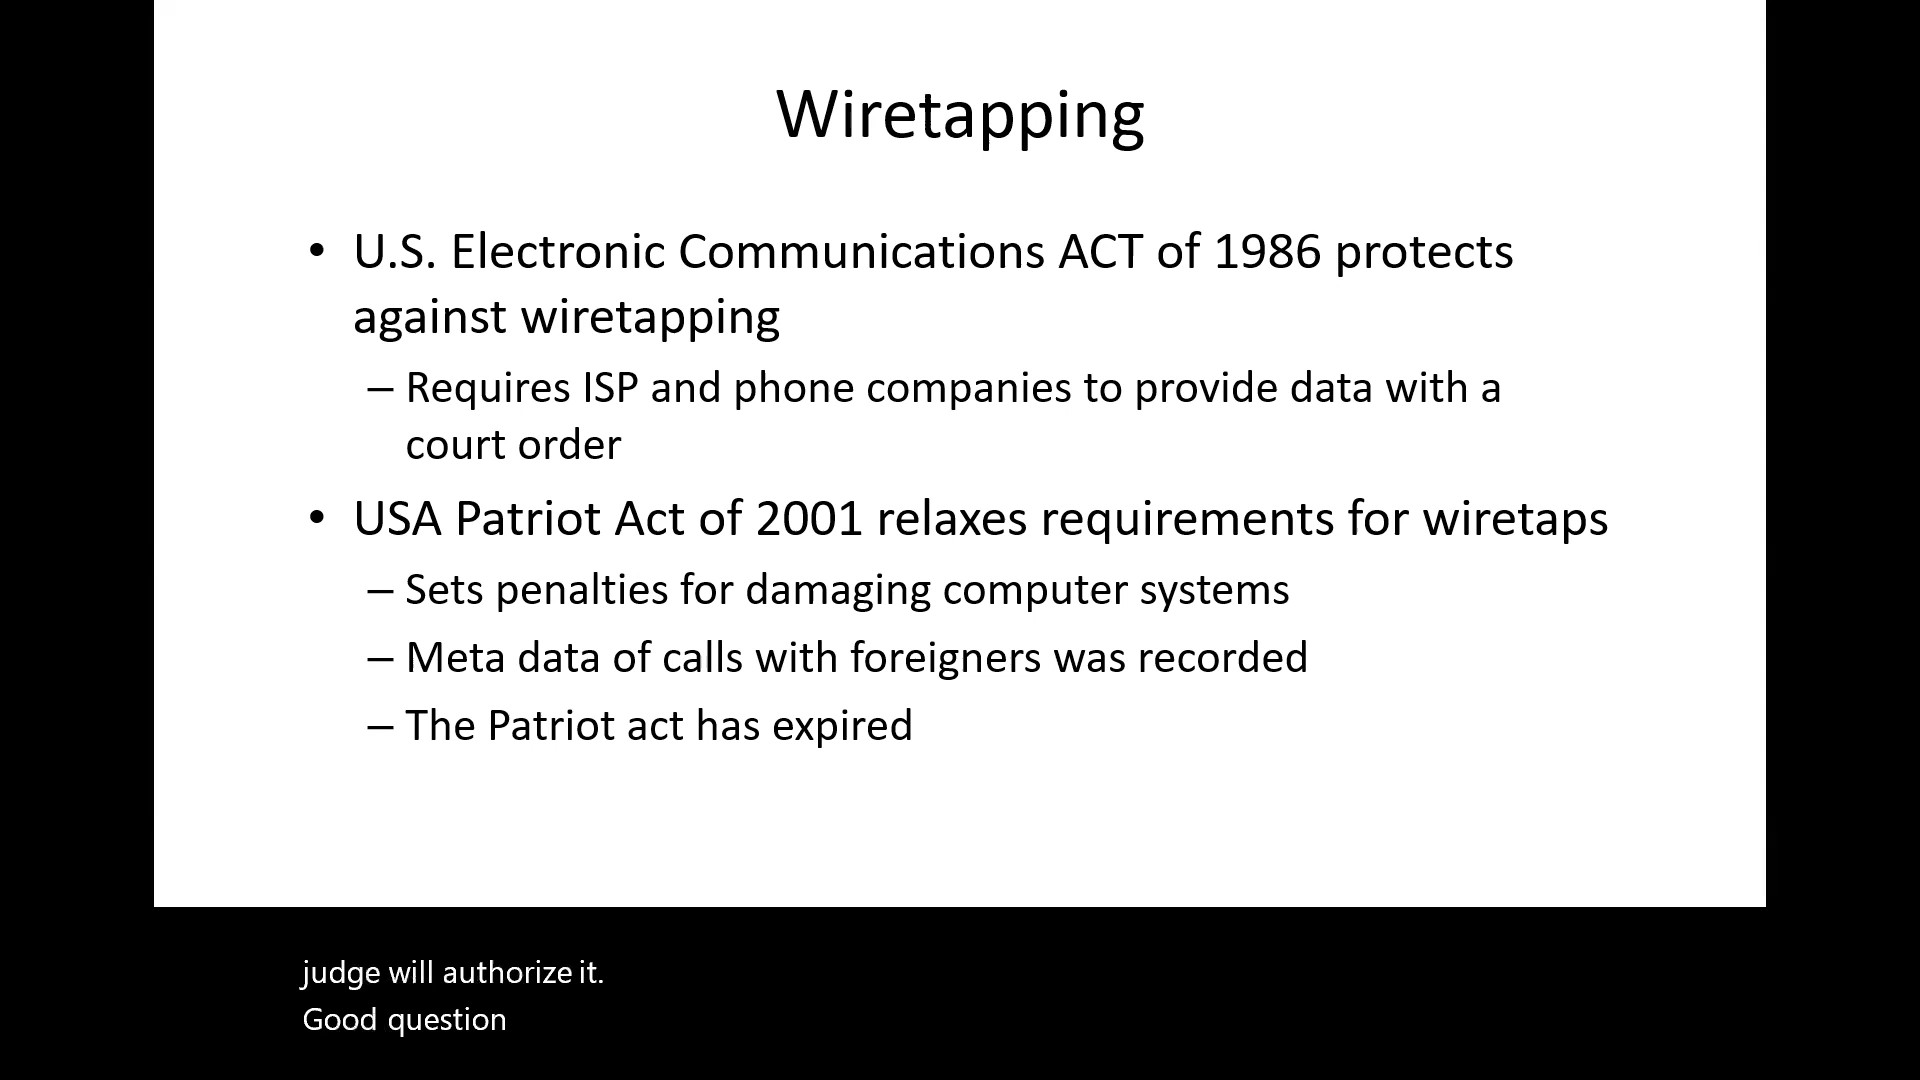 Wiretapping
• U.S. Electronic Communications ACT of 1986 protects
against wiretapping
– Requires ISP and phone companies to provide data with a
court order
• USA Patriot Act of 2001 relaxes requirements for wiretaps
– Sets penalties for damaging computer systems
– Meta data of calls with foreigners was recorded
– The Patriot act has expired
judge will authorize it.
Good question